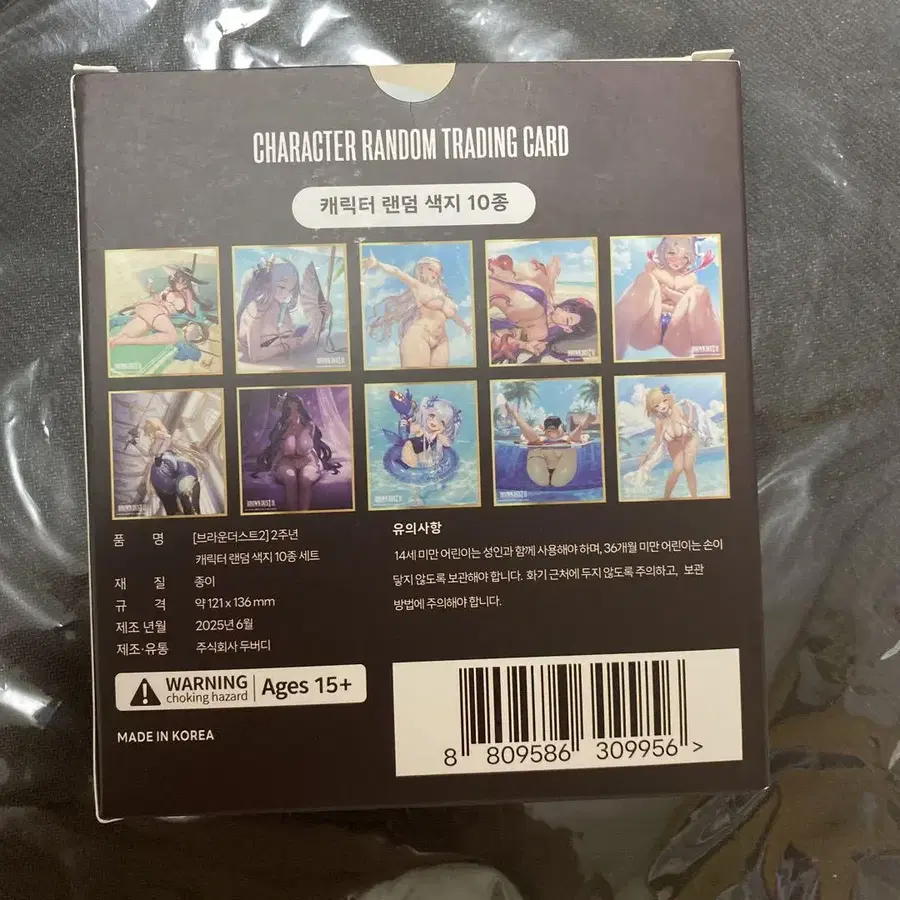 CHARACTER RANDOM TRADING CARD
캐릭터 랜덤 색지 10종
품 명 [브라운더스트2] 2주년
캐릭터 랜덤 색지 10종 세트
재 질 종이
규 격 약 121 x 136 mm
제조 년월 2025년 6월
제조·유통 주식회사 두버디
유의사항
14세 미만 어린이는 성인과 함께 사용해야 하며, 36개월 미만 어린이는 손이
닿지 않도록 보관해야 합니다. 화기 근처에 두지 않도록 주의하고, 보관
방법에 주의해야 합니다.
WARNING
choking hazard
Ages 15+
MADE IN KOREA
8 809586 309956 >